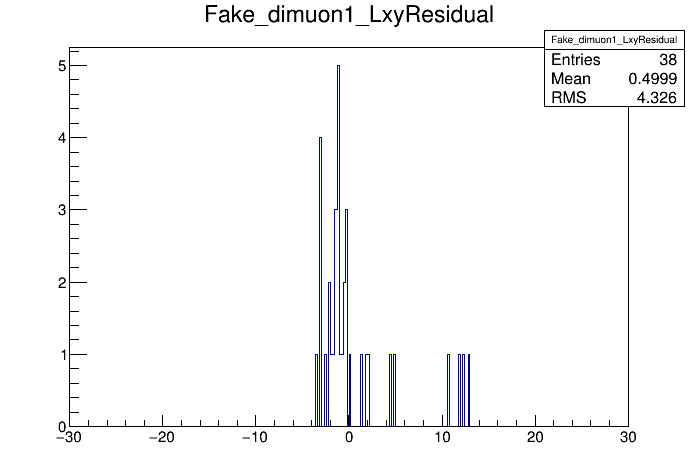 Fake_dimuon1_LxyResidual
Fake_dimuon1_LxyResidual
Entries 38
Mean 0.4999
RMS 4.326
5
4
3
2
1
0
−30 −20 −10 0 10 20 30